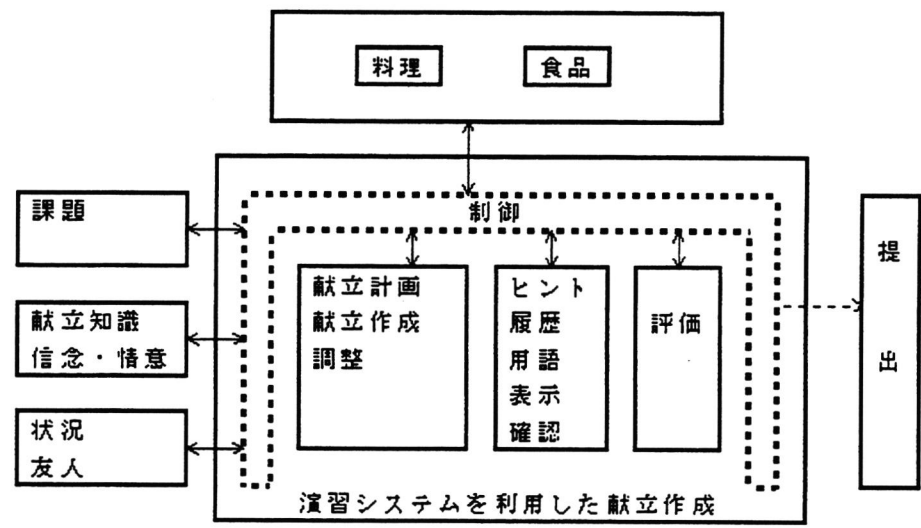 料理
食品
制御
課題
献立知識
信念・情意
状況
友人
献立計画
献立作成
調整
ヒント
履歴
用語
表示
確認
評価
提出
演習システムを利用した献立作成